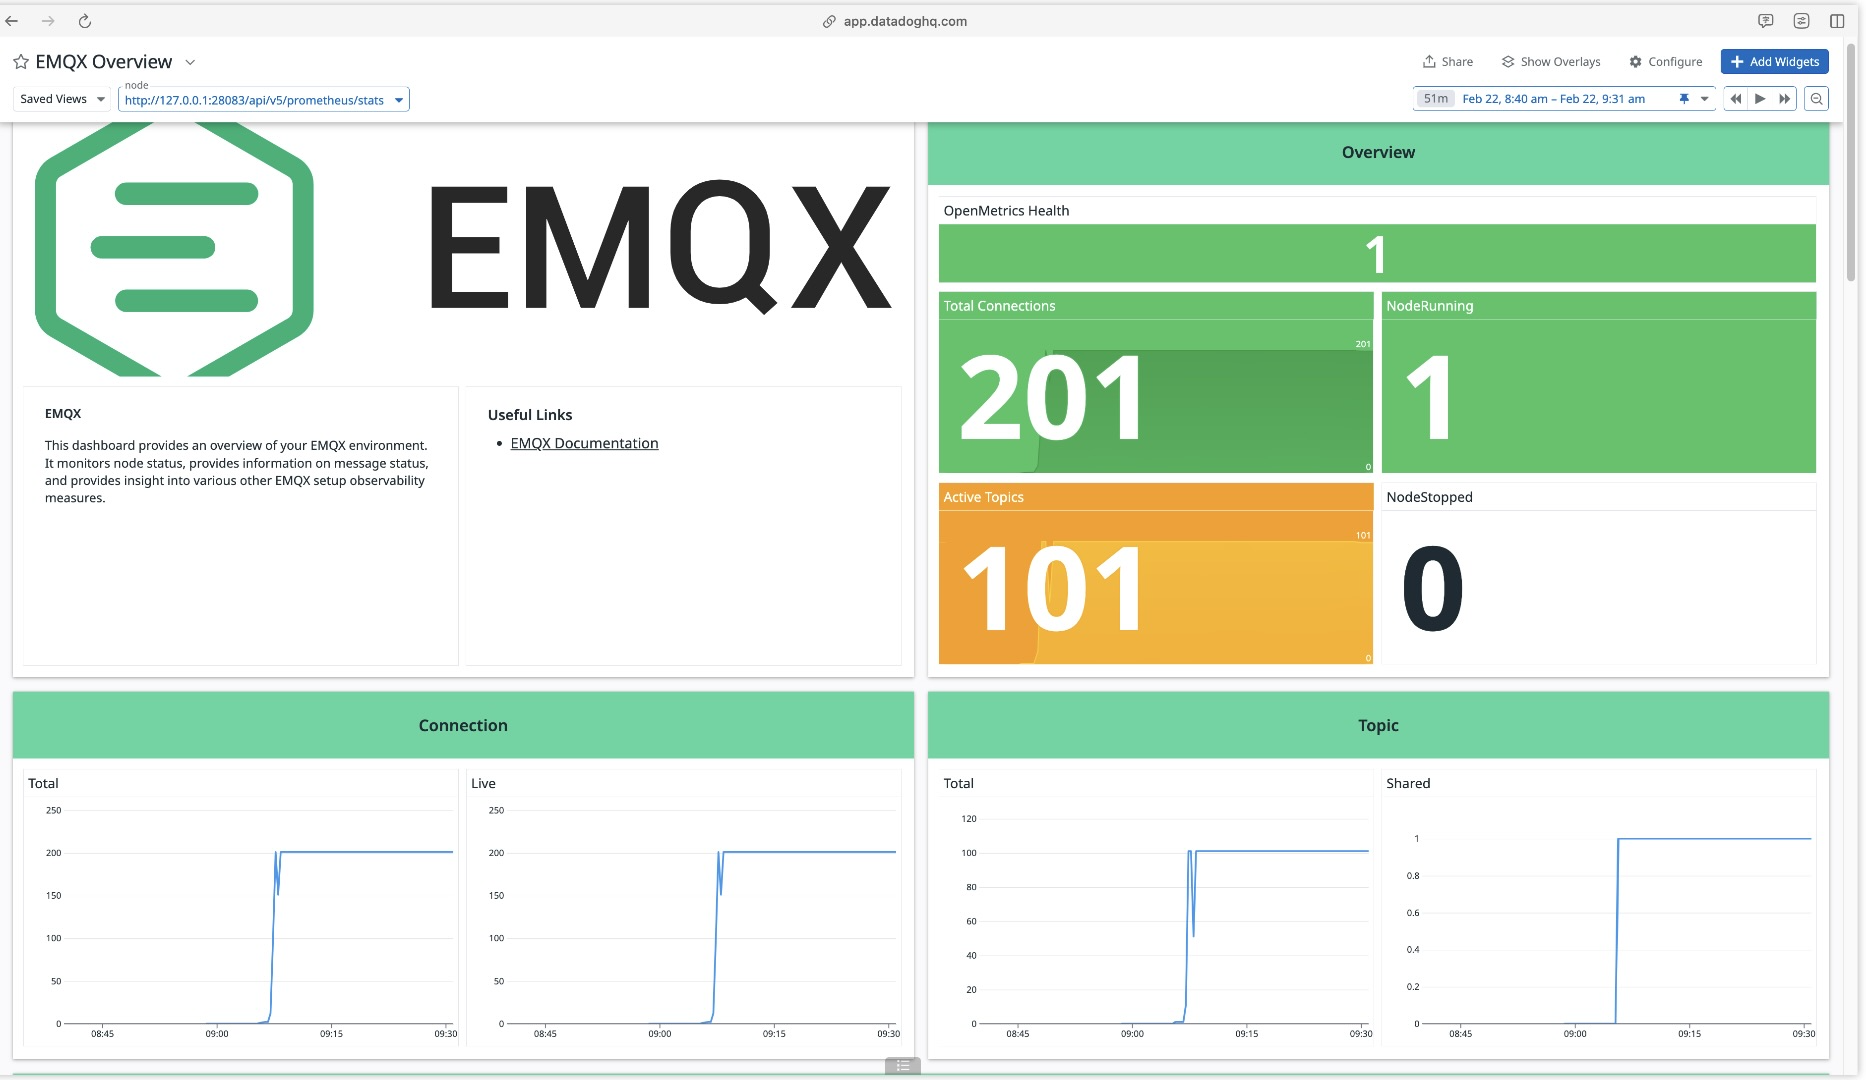 app.datadoghq.com
EMQX Overview
Share
Show Overlays
Configure
Add Widgets
Saved Views
node
http://127.0.0.1:28083/api/v5/prometheus/stats
51m
Feb 22, 8:40 am – Feb 22, 9:31 am
EMQX
EMQX
This dashboard provides an overview of your EMQX environment.
It monitors node status, provides information on message status,
and provides insight into various other EMQX setup observability
measures.
Useful Links
• EMQX Documentation
Overview
OpenMetrics Health
1
Total Connections
201
201
0
NodeRunning
1
Active Topics
101
101
0
NodeStopped
0
Connection
Total
250
200
150
100
50
0
08:45 09:00 09:15 09:30
Live
250
200
150
100
50
0
08:45 09:00 09:15 09:30
Topic
Total
120
100
80
60
40
20
0
08:45 09:00 09:15 09:30
Shared
1
0.8
0.6
0.4
0.2
0
08:45 09:00 09:15 09:30